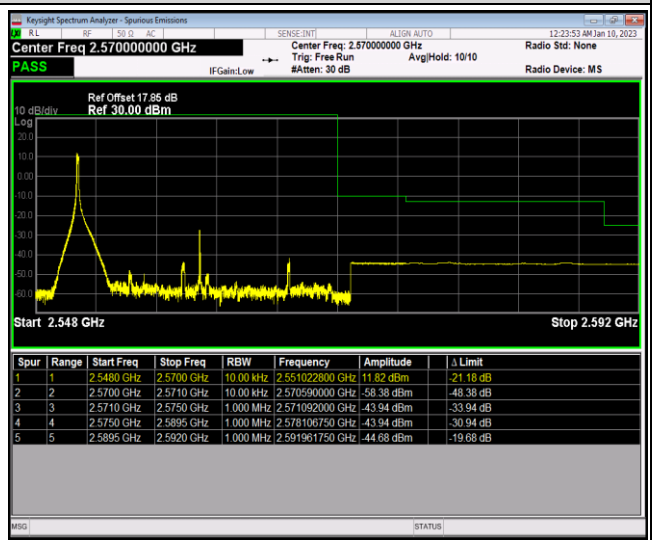 Keysight Spectrum Analyzer - Spurious Emissions
RL RF 50 Ω AC SENSE:INT ALIGN AUTO 12:23:53 AM Jan 10, 2023
Center Freq 2.570000000 GHz Center Freq: 2.570000000 GHz Radio Std: None
Trig: Free Run Avg|Hold: 10/10
PASS IFGain:Low #Atten: 30 dB Radio Device: MS
Ref Offset 17.85 dB
10 dB/div Ref 30.00 dBm
Log
20.0
10.0
0.00
-10.0
-20.0
-30.0
-40.0
-50.0
-60.0
Start 2.548 GHz Stop 2.592 GHz
Spur Range Start Freq Stop Freq RBW Frequency Amplitude Δ Limit
1 1 2.5480 GHz 2.5700 GHz 10.00 kHz 2.551022800 GHz 11.82 dBm -21.18 dB
2 2 2.5700 GHz 2.5710 GHz 10.00 kHz 2.570590000 GHz -58.38 dBm -48.38 dB
3 3 2.5710 GHz 2.5750 GHz 1.000 MHz 2.571092000 GHz -43.94 dBm -33.94 dB
4 4 2.5750 GHz 2.5895 GHz 1.000 MHz 2.578106750 GHz -43.94 dBm -30.94 dB
5 5 2.5895 GHz 2.5920 GHz 1.000 MHz 2.591961750 GHz -44.68 dBm -19.68 dB
MSG STATUS